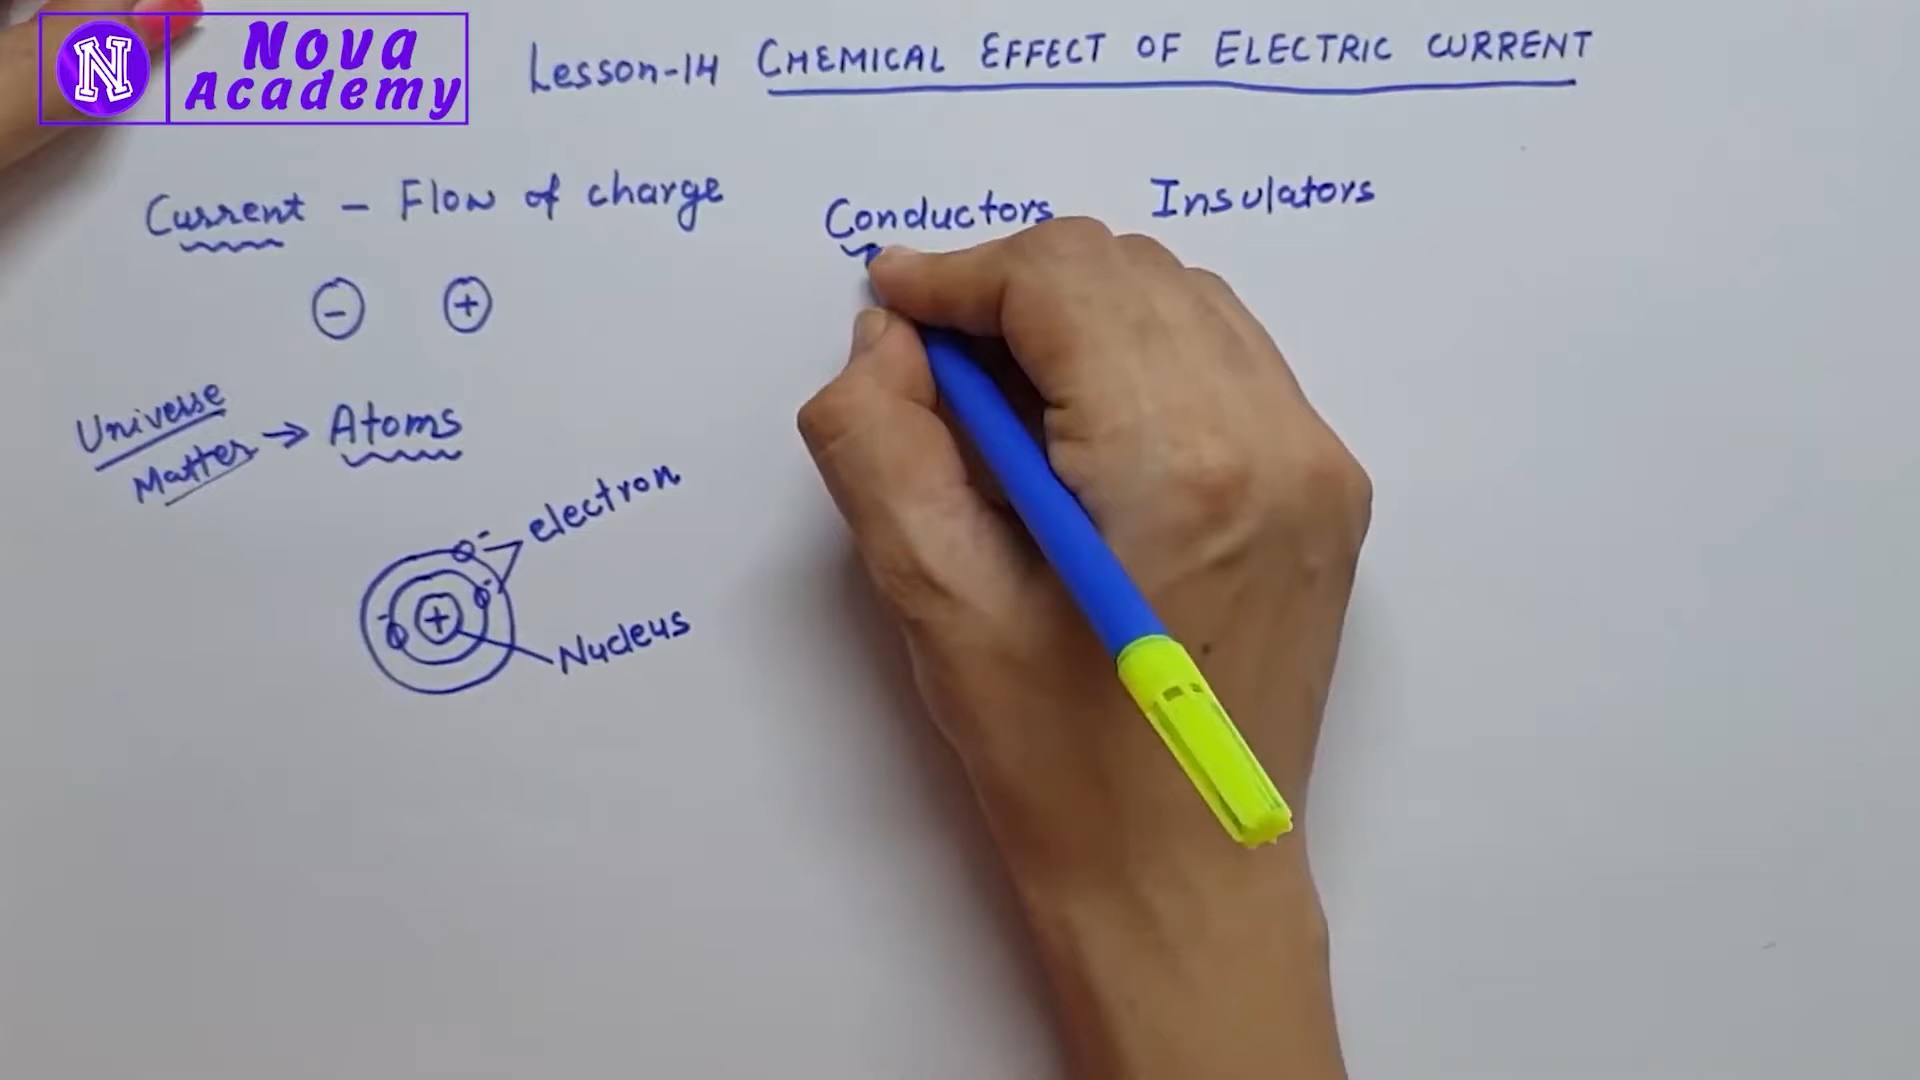 Nova
Academy
Lesson-14 CHEMICAL EFFECT OF ELECTRIC CURRENT
Current - Flow of charge
Conductors Insulators
- +
Universe
Matter → Atoms
electron
+
Nucleus